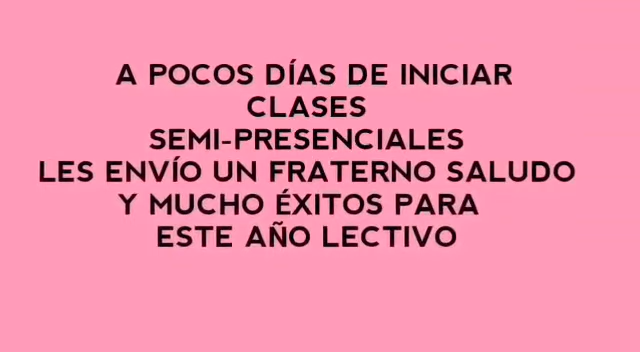 A POCOS DÍAS DE INICIAR
CLASES
SEMI-PRESENCIALES
LES ENVÍO UN FRATERNO SALUDO
Y MUCHO ÉXITOS PARA
ESTE AÑO LECTIVO